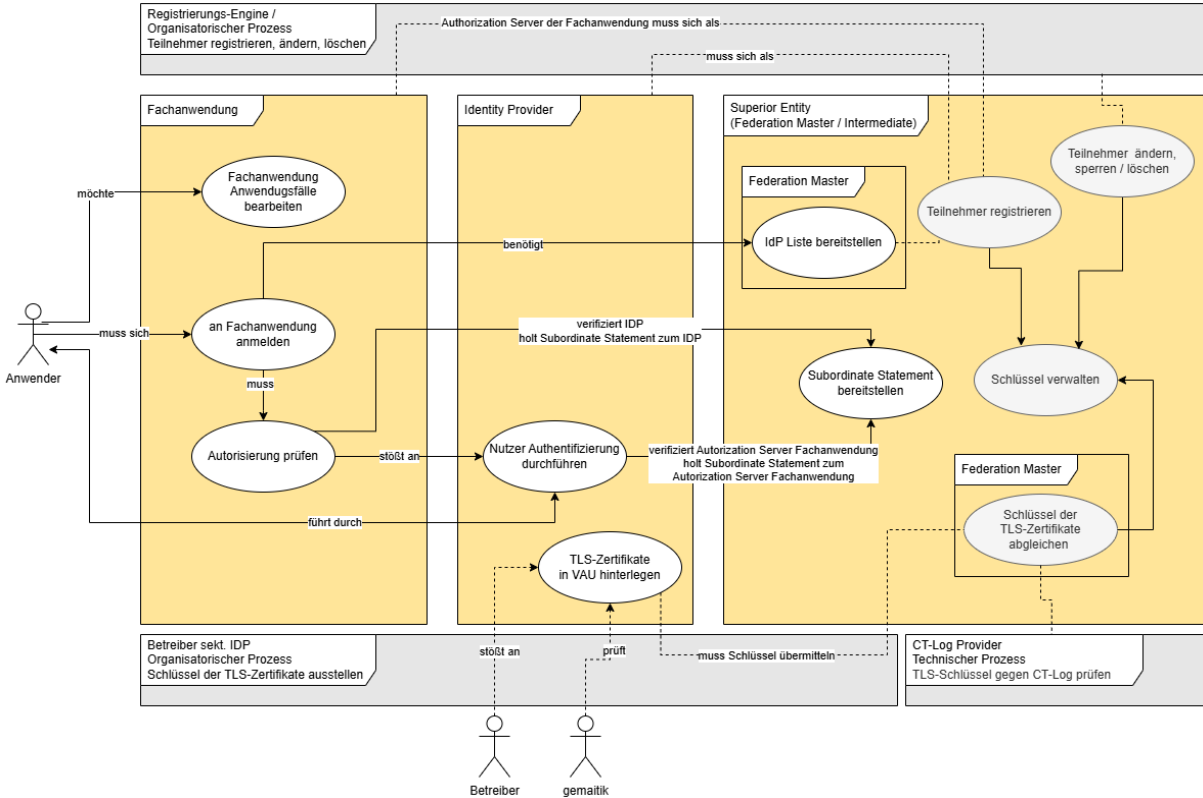 Registrierungs-Engine /
Organisatorischer Prozess
Teilnehmer registrieren, ändern, löschen
Authorization Server der Fachanwendung muss sich als
muss sich als
Fachanwendung
Identity Provider
Superior Entity
(Federation Master / Intermediate)
Fachanwendung
Anwendugsfälle
bearbeiten
möchte
Federation Master
IdP Liste bereitstellen
Teilnehmer registrieren
Teilnehmer ändern,
sperren / löschen
benötigt
an Fachanwendung
anmelden
muss sich
Anwender
verifiziert IDP
holt Subordinate Statement zum IDP
muss
Subordinate Statement
bereitstellen
Schlüssel verwalten
Autorisierung prüfen
stößt an
Nutzer Authentifizierung
durchführen
verifiziert Autorization Server Fachanwendung
holt Subordinate Statement zum
Autorization Server Fachanwendung
führt durch
Federation Master
Schlüssel der
TLS-Zertifikate
abgleichen
TLS-Zertifikate
in VAU hinterlegen
Betreiber sekt. IDP
Organisatorischer Prozess
Schlüssel der TLS-Zertifikate ausstellen
stößt an
prüft
muss Schlüssel übermitteln
CT-Log Provider
Technischer Prozess
TLS-Schlüssel gegen CT-Log prüfen
Betreiber
gemaitik